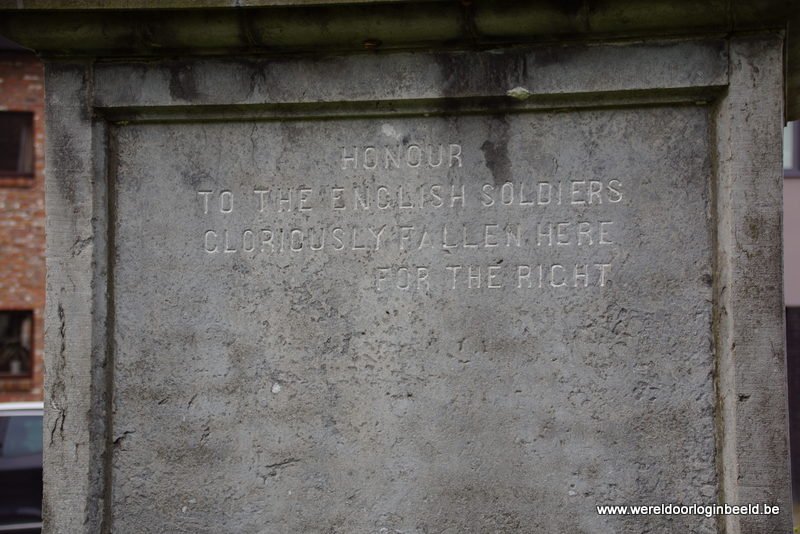 HONOUR
TO THE ENGLISH SOLDIERS
GLORIOUSLY FALLEN HERE
FOR THE RIGHT
www.wereldoorloginbeeld.be